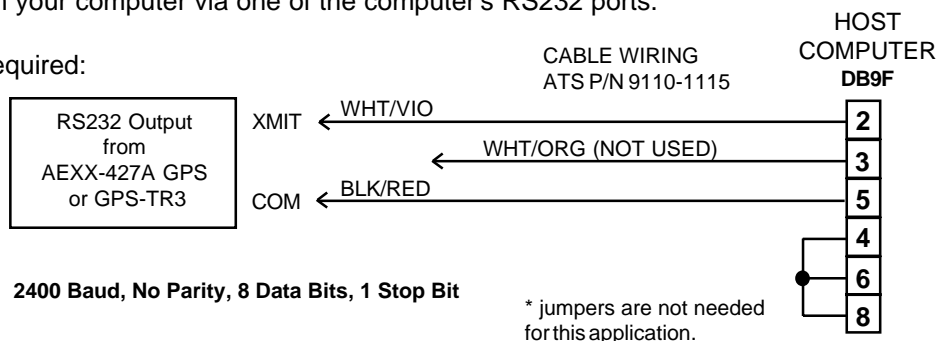 your computer via one of the computer's RS232 ports.
HOST
COMPUTER
DB9F
equired:
CABLE WIRING
ATS P/N 9110-1115
RS232 Output
from
AEXX-427A GPS
or GPS-TR3
XMIT
WHT/VIO
2
WHT/ORG (NOT USED)
3
COM
BLK/RED
5
4
6
8
2400 Baud, No Parity, 8 Data Bits, 1 Stop Bit
* jumpers are not needed
for this application.